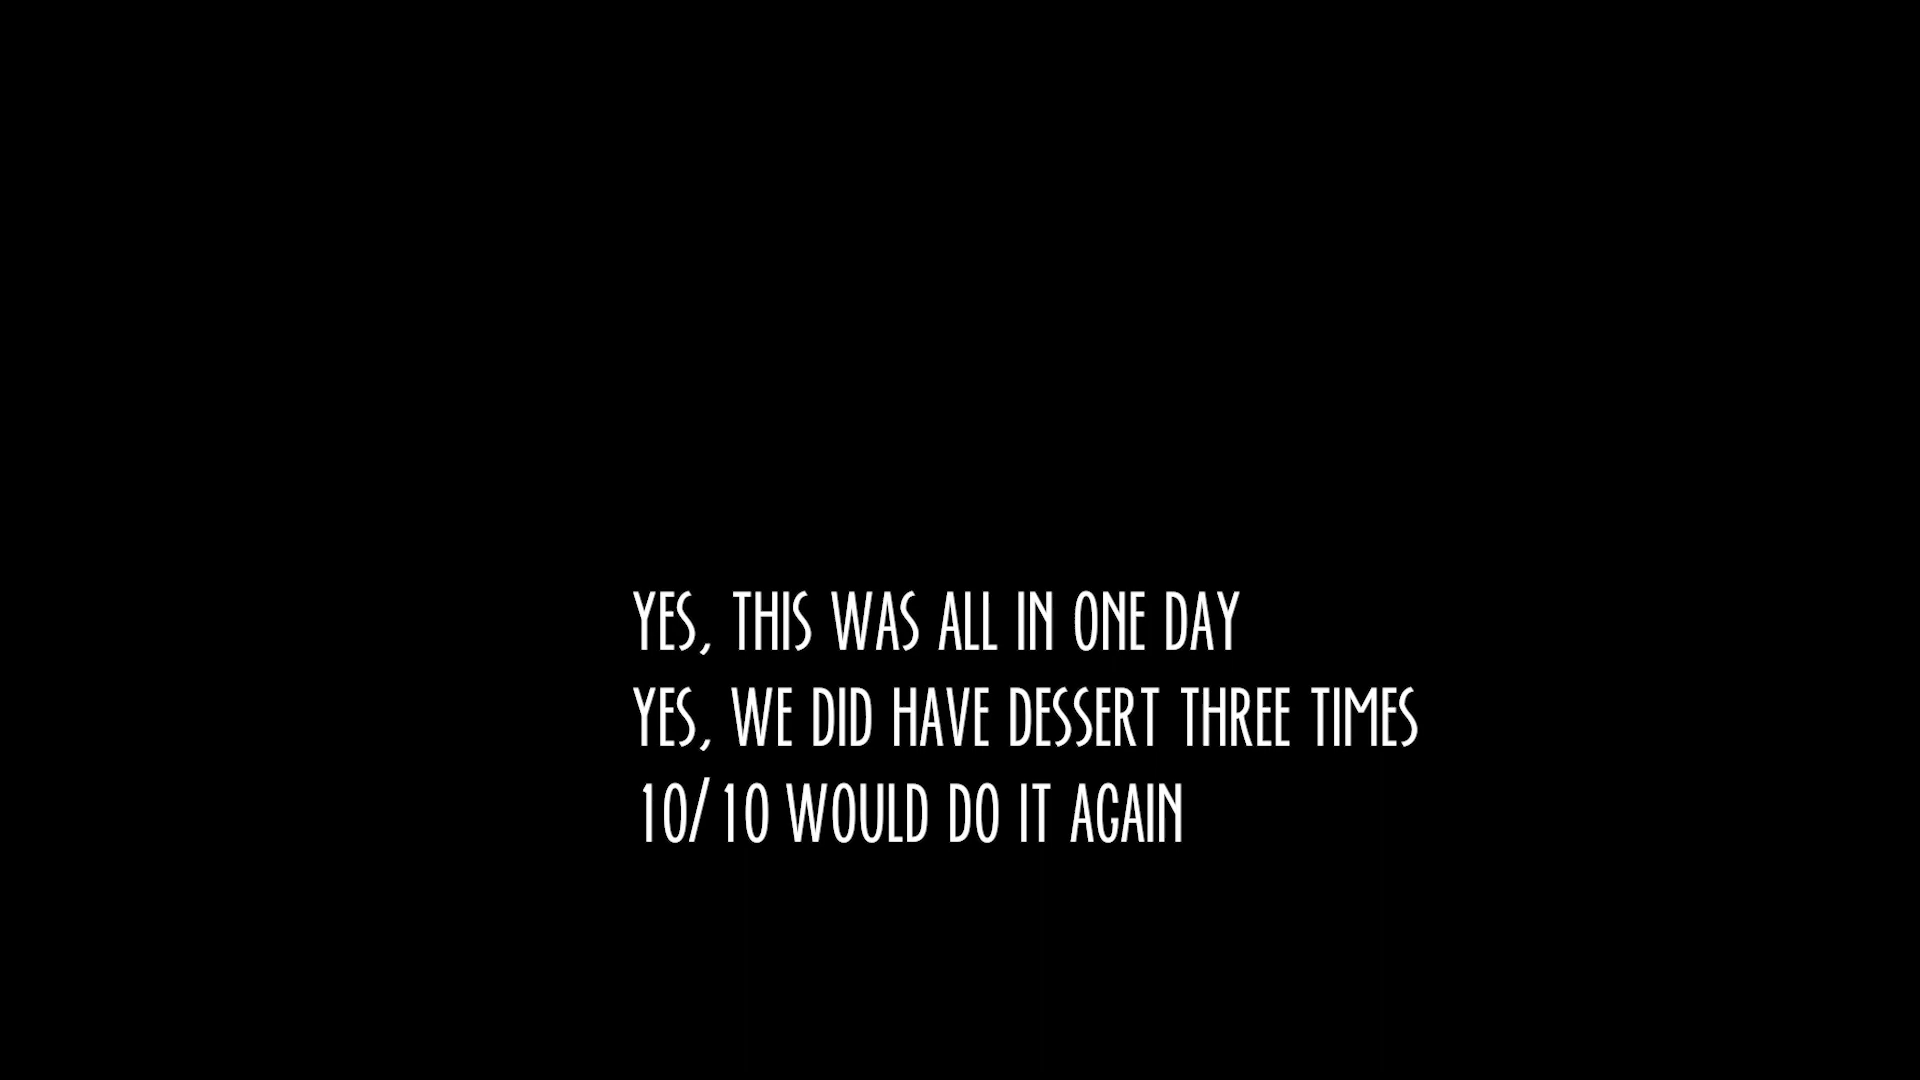 YES, THIS WAS ALL IN ONE DAY
YES, WE DID HAVE DESSERT THREE TIMES
10/10 WOULD DO IT AGAIN